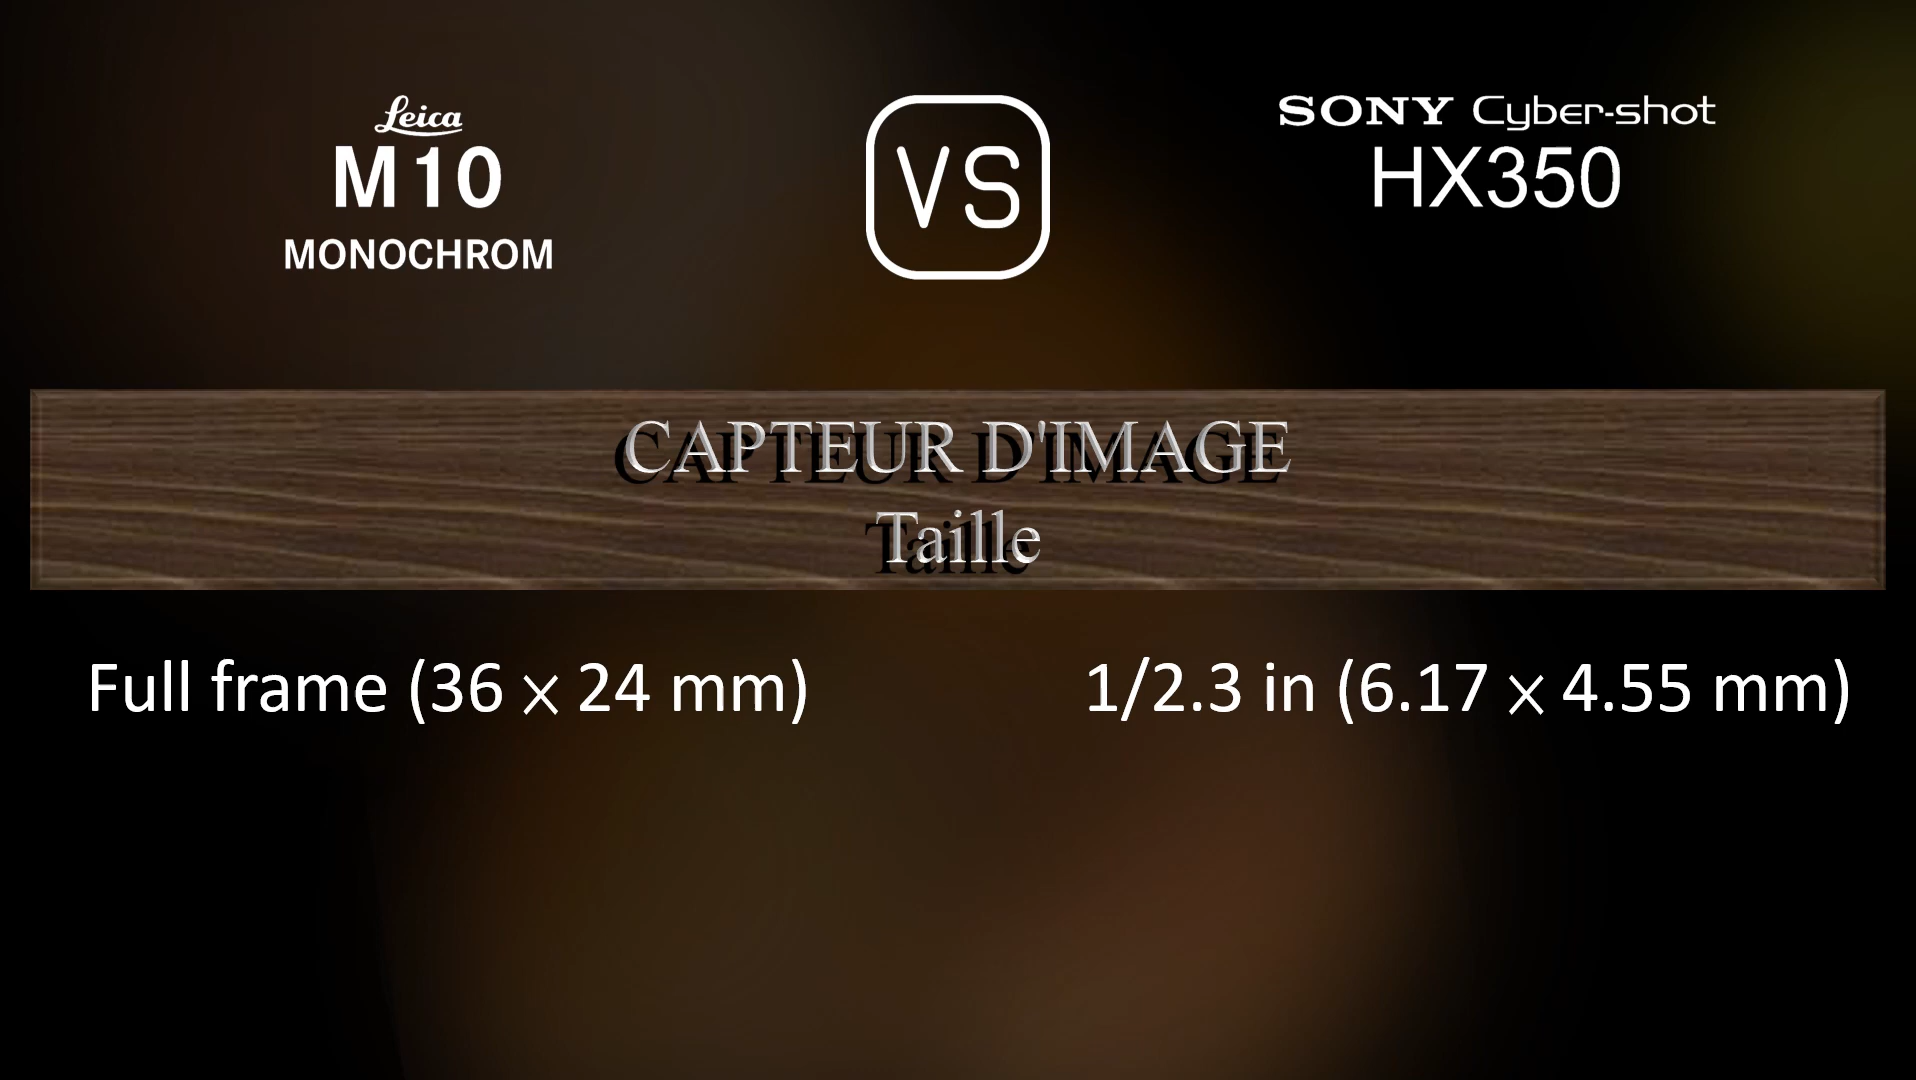 Leica
M10
MONOCHROM
VS
SONY Cyber-shot
HX350
CAPTEUR D'IMAGE
Taille
Full frame (36 x 24 mm)
1/2.3 in (6.17 x 4.55 mm)